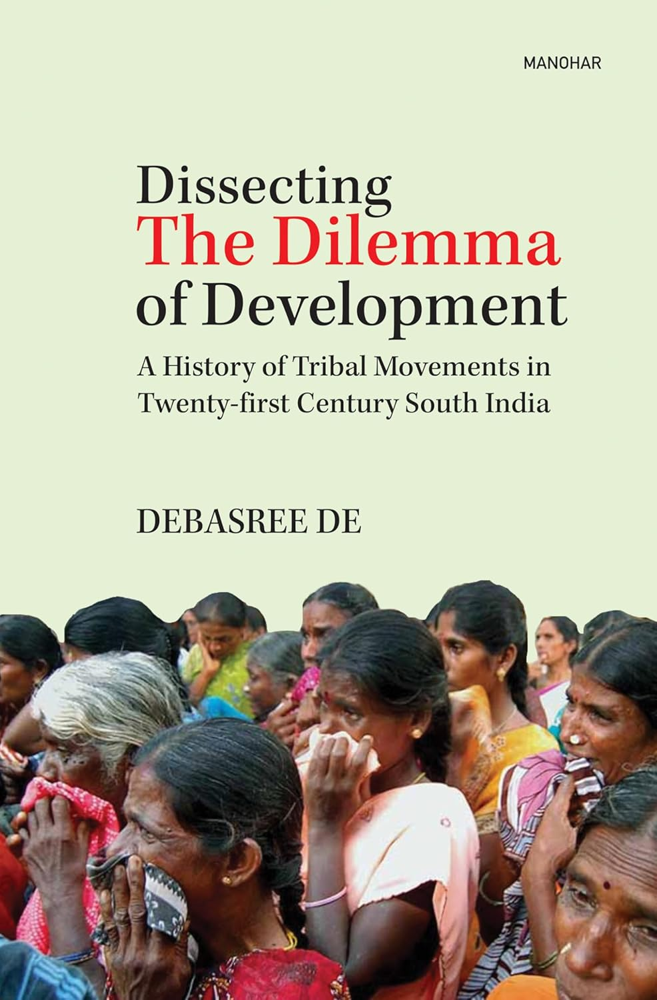 MANOHAR
Dissecting
The Dilemma
of Development
A History of Tribal Movements in
Twenty-first Century South India
DEBASREE DE